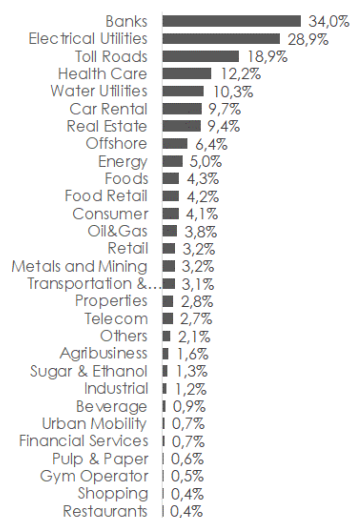 Banks 34,0%
Electrical Utilities 28,9%
Toll Roads 18,9%
Health Care 12,2%
Water Utilities 10,3%
Car Rental 9,7%
Real Estate 9,4%
Offshore 6,4%
Energy 5,0%
Foods 4,3%
Food Retail 4,2%
Consumer 4,1%
Oil&Gas 3,8%
Retail 3,2%
Metals and Mining 3,2%
Transportation &... 3,1%
Properties 2,8%
Telecom 2,7%
Others 2,1%
Agribusiness 1,6%
Sugar & Ethanol 1,3%
Industrial 1,2%
Beverage 0,9%
Urban Mobility 0,7%
Financial Services 0,7%
Pulp & Paper 0,6%
Gym Operator 0,5%
Shopping 0,4%
Restaurants 0,4%